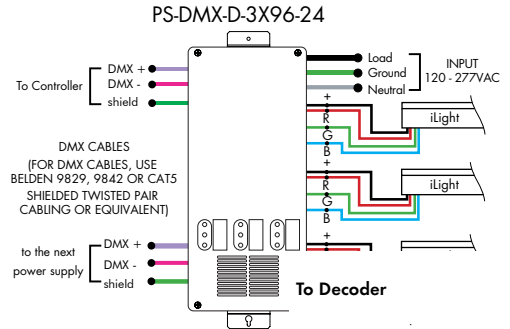 PS-DMX-D-3X96-24
DMX +
DMX -
shield
To Controller
Load
Ground
Neutral
INPUT
120 - 277VAC
+
R
G
B
iLight
DMX CABLES
(FOR DMX CABLES, USE
BELDEN 9829, 9842 OR CAT5
SHIELDED TWISTED PAIR
CABLING OR EQUIVALENT)
+
R
G
B
iLight
DMX +
DMX -
shield
to the next
power supply
+
To Decoder